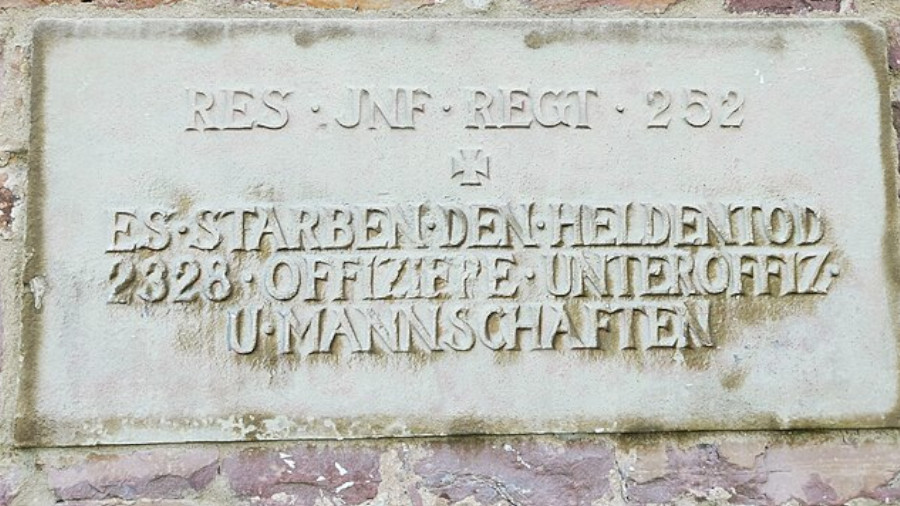 RES · JNF · REGT · 252
ES · STARBEN · DEN · HELDENTOD
2328 · OFFIZIERE · UNTEROFFIZ ·
U · MANNSCHAFTEN